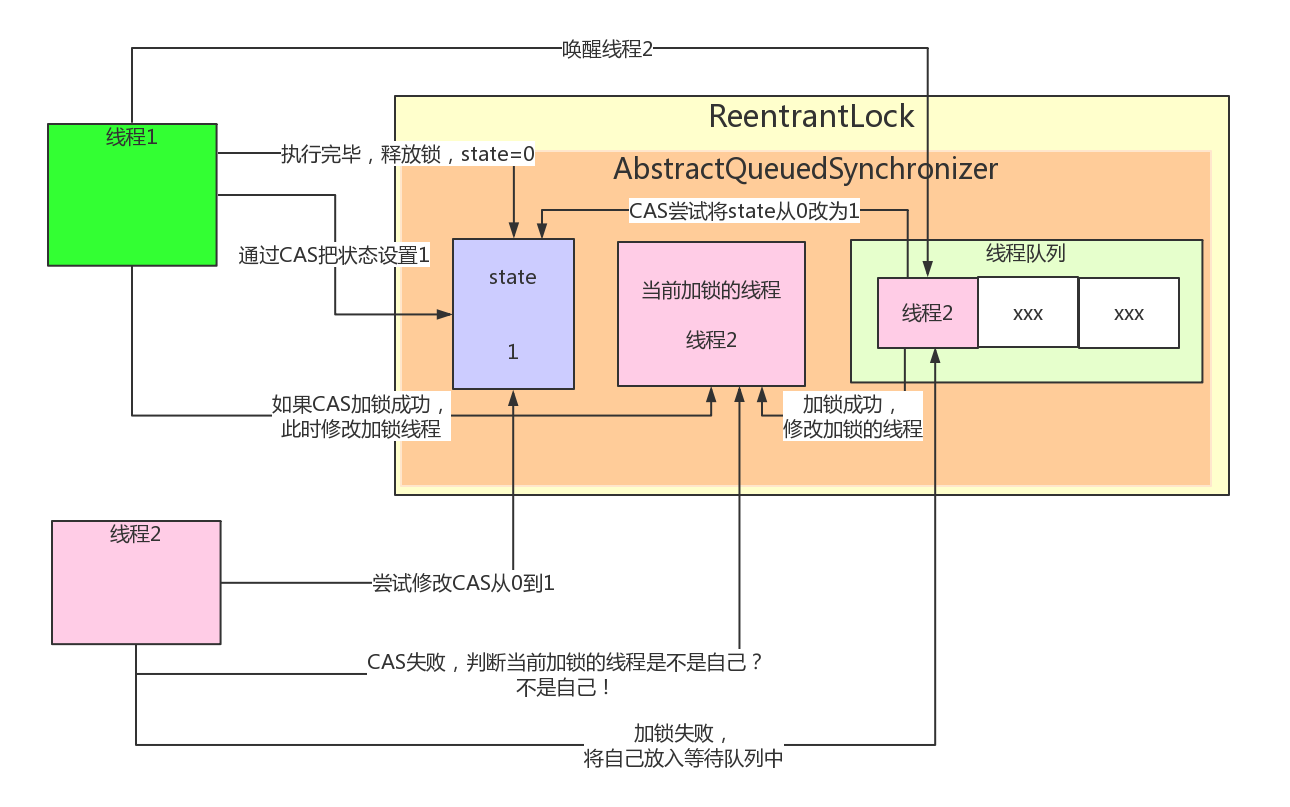 唤醒线程2
ReentrantLock
线程1
执行完毕，释放锁，state=0
AbstractQueuedSynchronizer
CAS尝试将state从0改为1
通过CAS把状态设置1
线程队列
state
1
当前加锁的线程
线程2
线程2
xxx
xxx
如果CAS加锁成功，
此时修改加锁线程
加锁成功，
修改加锁的线程
线程2
尝试修改CAS从0到1
CAS失败，判断当前加锁的线程是不是自己？
不是自己！
加锁失败，
将自己放入等待队列中